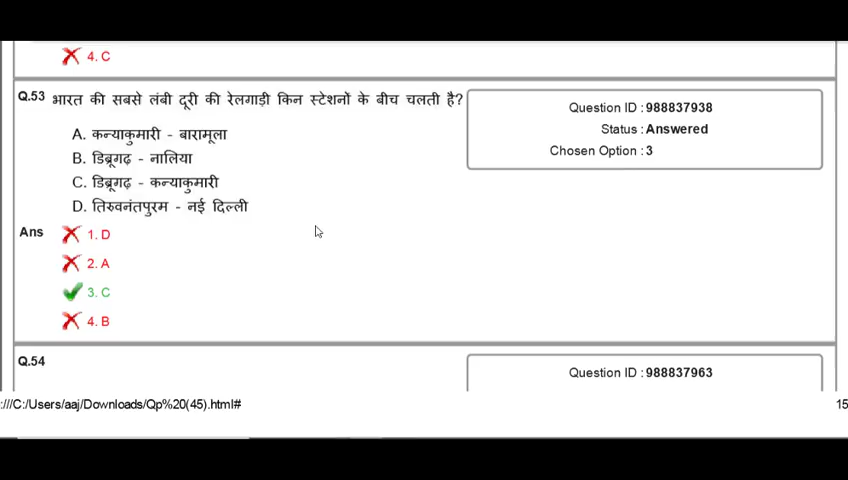 4. C
Q.53 भारत की सबसे लंबी दूरी की रेलगाड़ी किन स्टेशनों के बीच चलती है?
Question ID : 988837938
Status : Answered
Chosen Option : 3
A. कन्याकुमारी - बारामूला
B. डिब्रूगढ़ - नालिया
C. डिब्रूगढ़ - कन्याकुमारी
D. तिरुवनंतपुरम - नई दिल्ली
Ans
1. D
2. A
3. C
4. B
Q.54
Question ID : 988837963
:///C:/Users/aaj/Downloads/Qp%20(45).html#
15